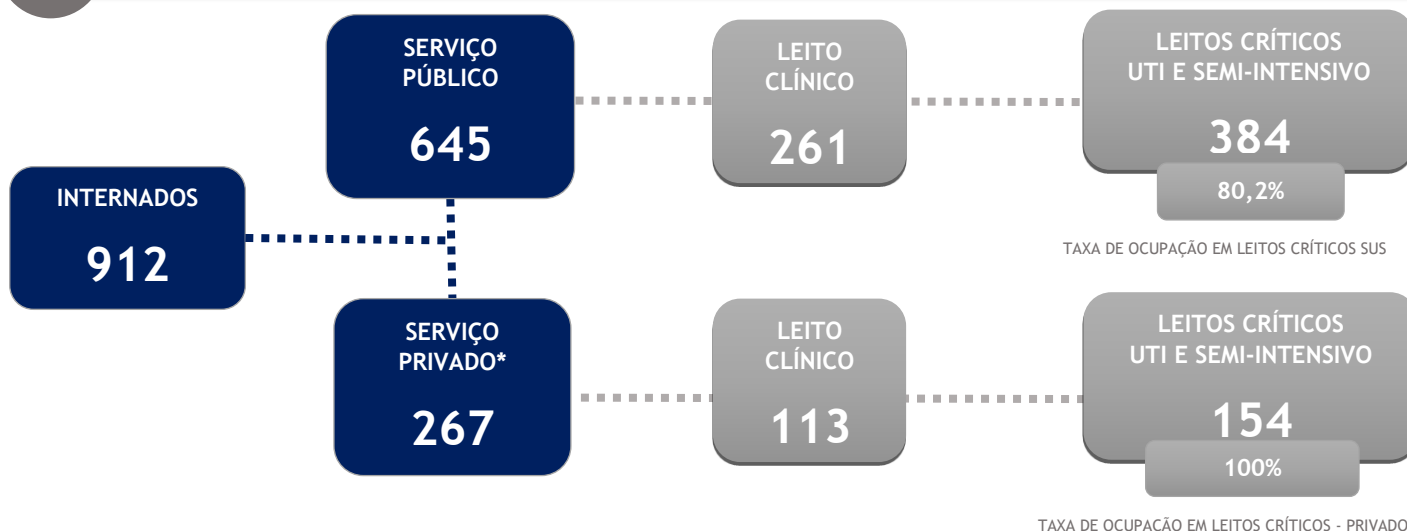 INTERNADOS
912
SERVIÇO
PÚBLICO
645
LEITO
CLÍNICO
261
LEITOS CRÍTICOS
UTI E SEMI-INTENSIVO
384
80,2%
TAXA DE OCUPAÇÃO EM LEITOS CRÍTICOS SUS
SERVIÇO
PRIVADO*
267
LEITO
CLÍNICO
113
LEITOS CRÍTICOS
UTI E SEMI-INTENSIVO
154
100%
TAXA DE OCUPAÇÃO EM LEITOS CRÍTICOS - PRIVADO